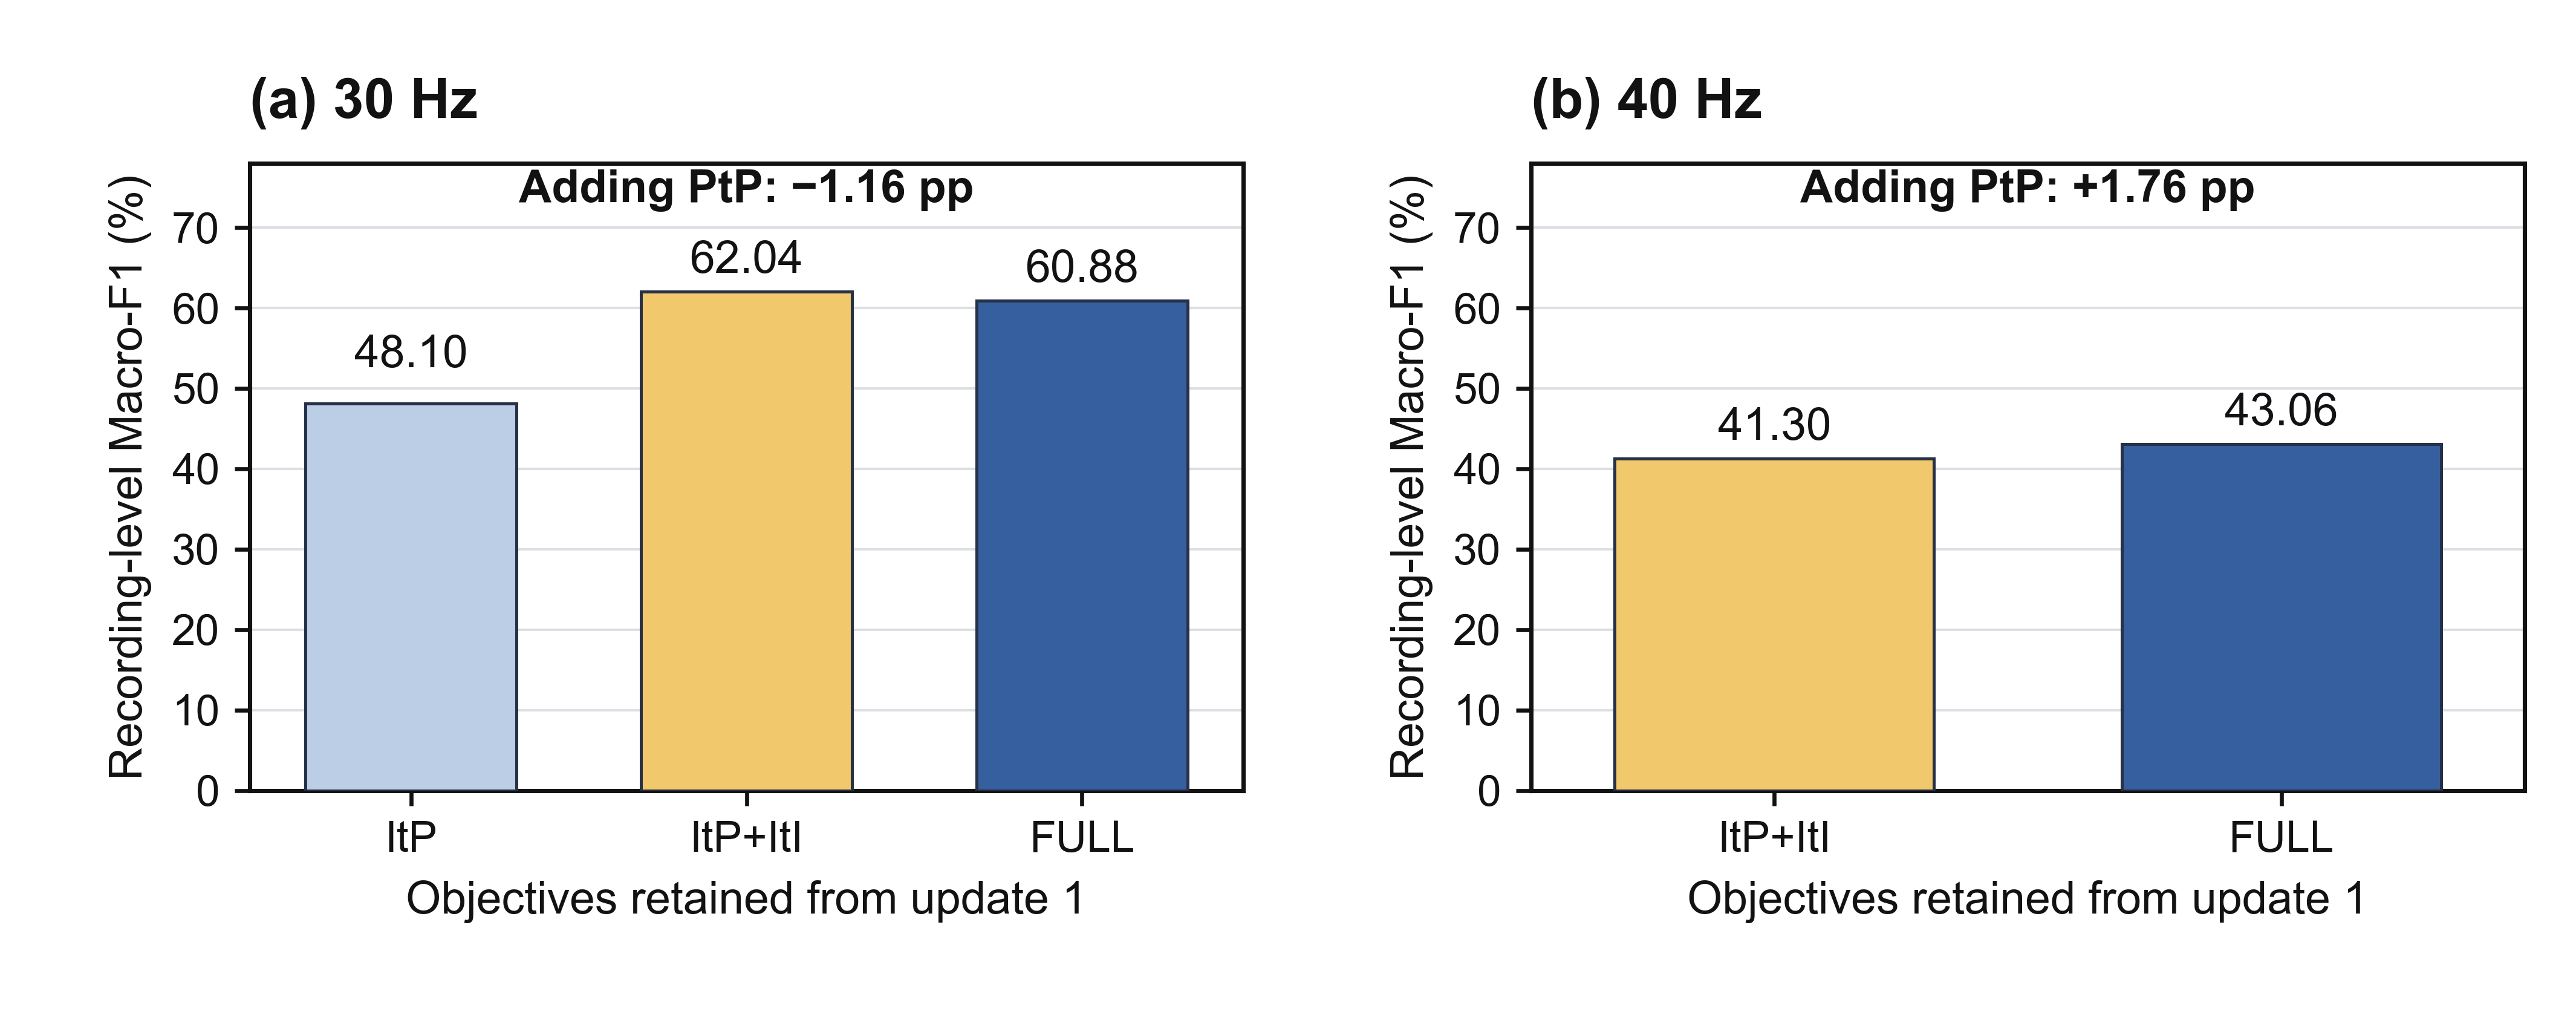 (a) 30 Hz
Adding PtP: −1.16 pp
Recording-level Macro-F1 (%)
70
60
50
40
30
20
10
0
48.10
62.04
60.88
ItP
ItP+ItI
FULL
Objectives retained from update 1
(b) 40 Hz
Adding PtP: +1.76 pp
Recording-level Macro-F1 (%)
70
60
50
40
30
20
10
0
41.30
43.06
ItP+ItI
FULL
Objectives retained from update 1